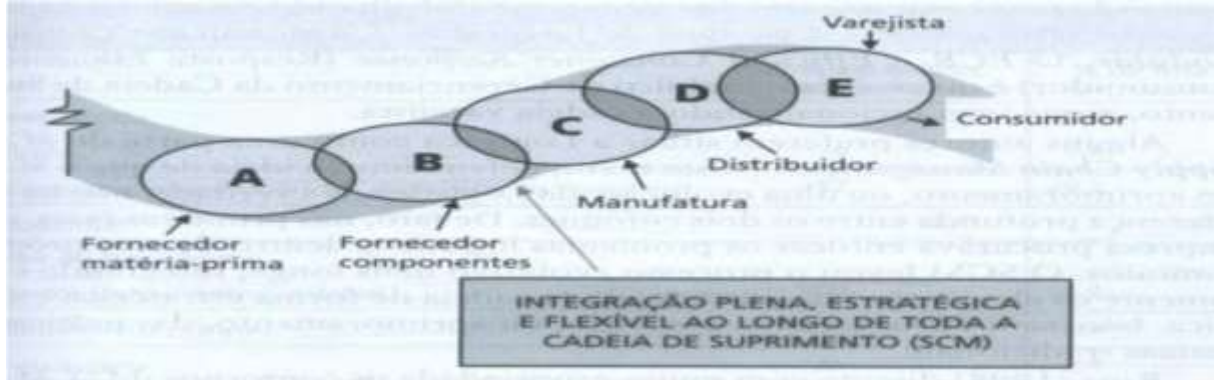 Varejista
A
B
C
D
E
Consumidor
Distribuidor
Manufatura
Fornecedor
matéria-prima
Fornecedor
componentes
INTEGRAÇÃO PLENA, ESTRATÉGICA
E FLEXÍVEL AO LONGO DE TODA A
CADEIA DE SUPRIMENTO (SCM)